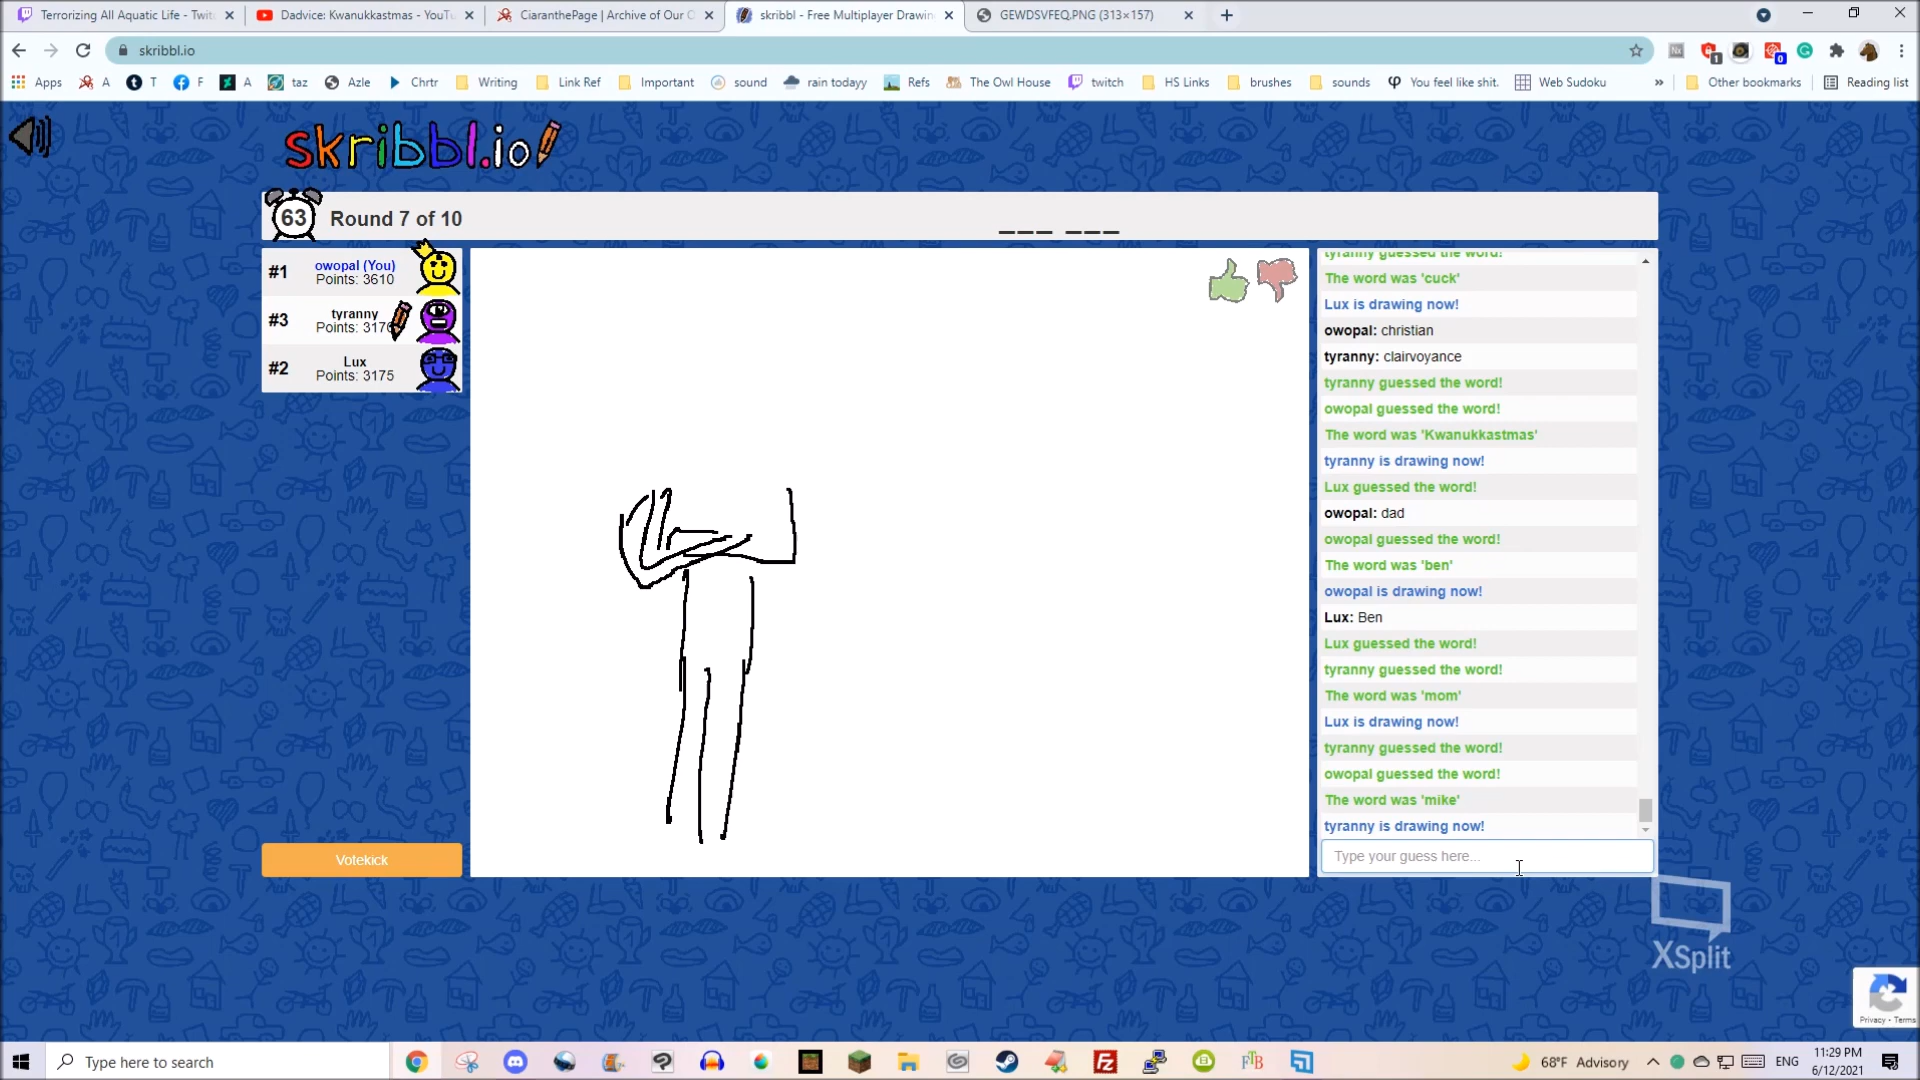 Terrorizing All Aquatic Life - Twit
Dadvice: Kwanukkastmas - YouTu
CiaranthePage | Archive of Our O
skribbl - Free Multiplayer Drawin
GEWDSVFEQ.PNG (313×157)
skribbl.io
Apps
A
T
F
A
taz
Azle
Chrtr
Writing
Link Ref
Important
sound
rain todayy
Refs
The Owl House
twitch
HS Links
brushes
sounds
You feel like shit.
Web Sudoku
»
Other bookmarks
Reading list
skribbl.io
63
Round 7 of 10
___ ___
#1
owopal (You)
Points: 3610
#3
tyranny
Points: 3170
#2
Lux
Points: 3175
Votekick
tyranny guessed the word!
The word was 'cuck'
Lux is drawing now!
owopal: christian
tyranny: clairvoyance
tyranny guessed the word!
owopal guessed the word!
The word was 'Kwanukkastmas'
tyranny is drawing now!
Lux guessed the word!
owopal: dad
owopal guessed the word!
The word was 'ben'
owopal is drawing now!
Lux: Ben
Lux guessed the word!
tyranny guessed the word!
The word was 'mom'
Lux is drawing now!
tyranny guessed the word!
owopal guessed the word!
The word was 'mike'
tyranny is drawing now!
Type your guess here...
XSplit
Privacy - Terms
Type here to search
FTB
68°F Advisory
ENG
11:29 PM
6/12/2021